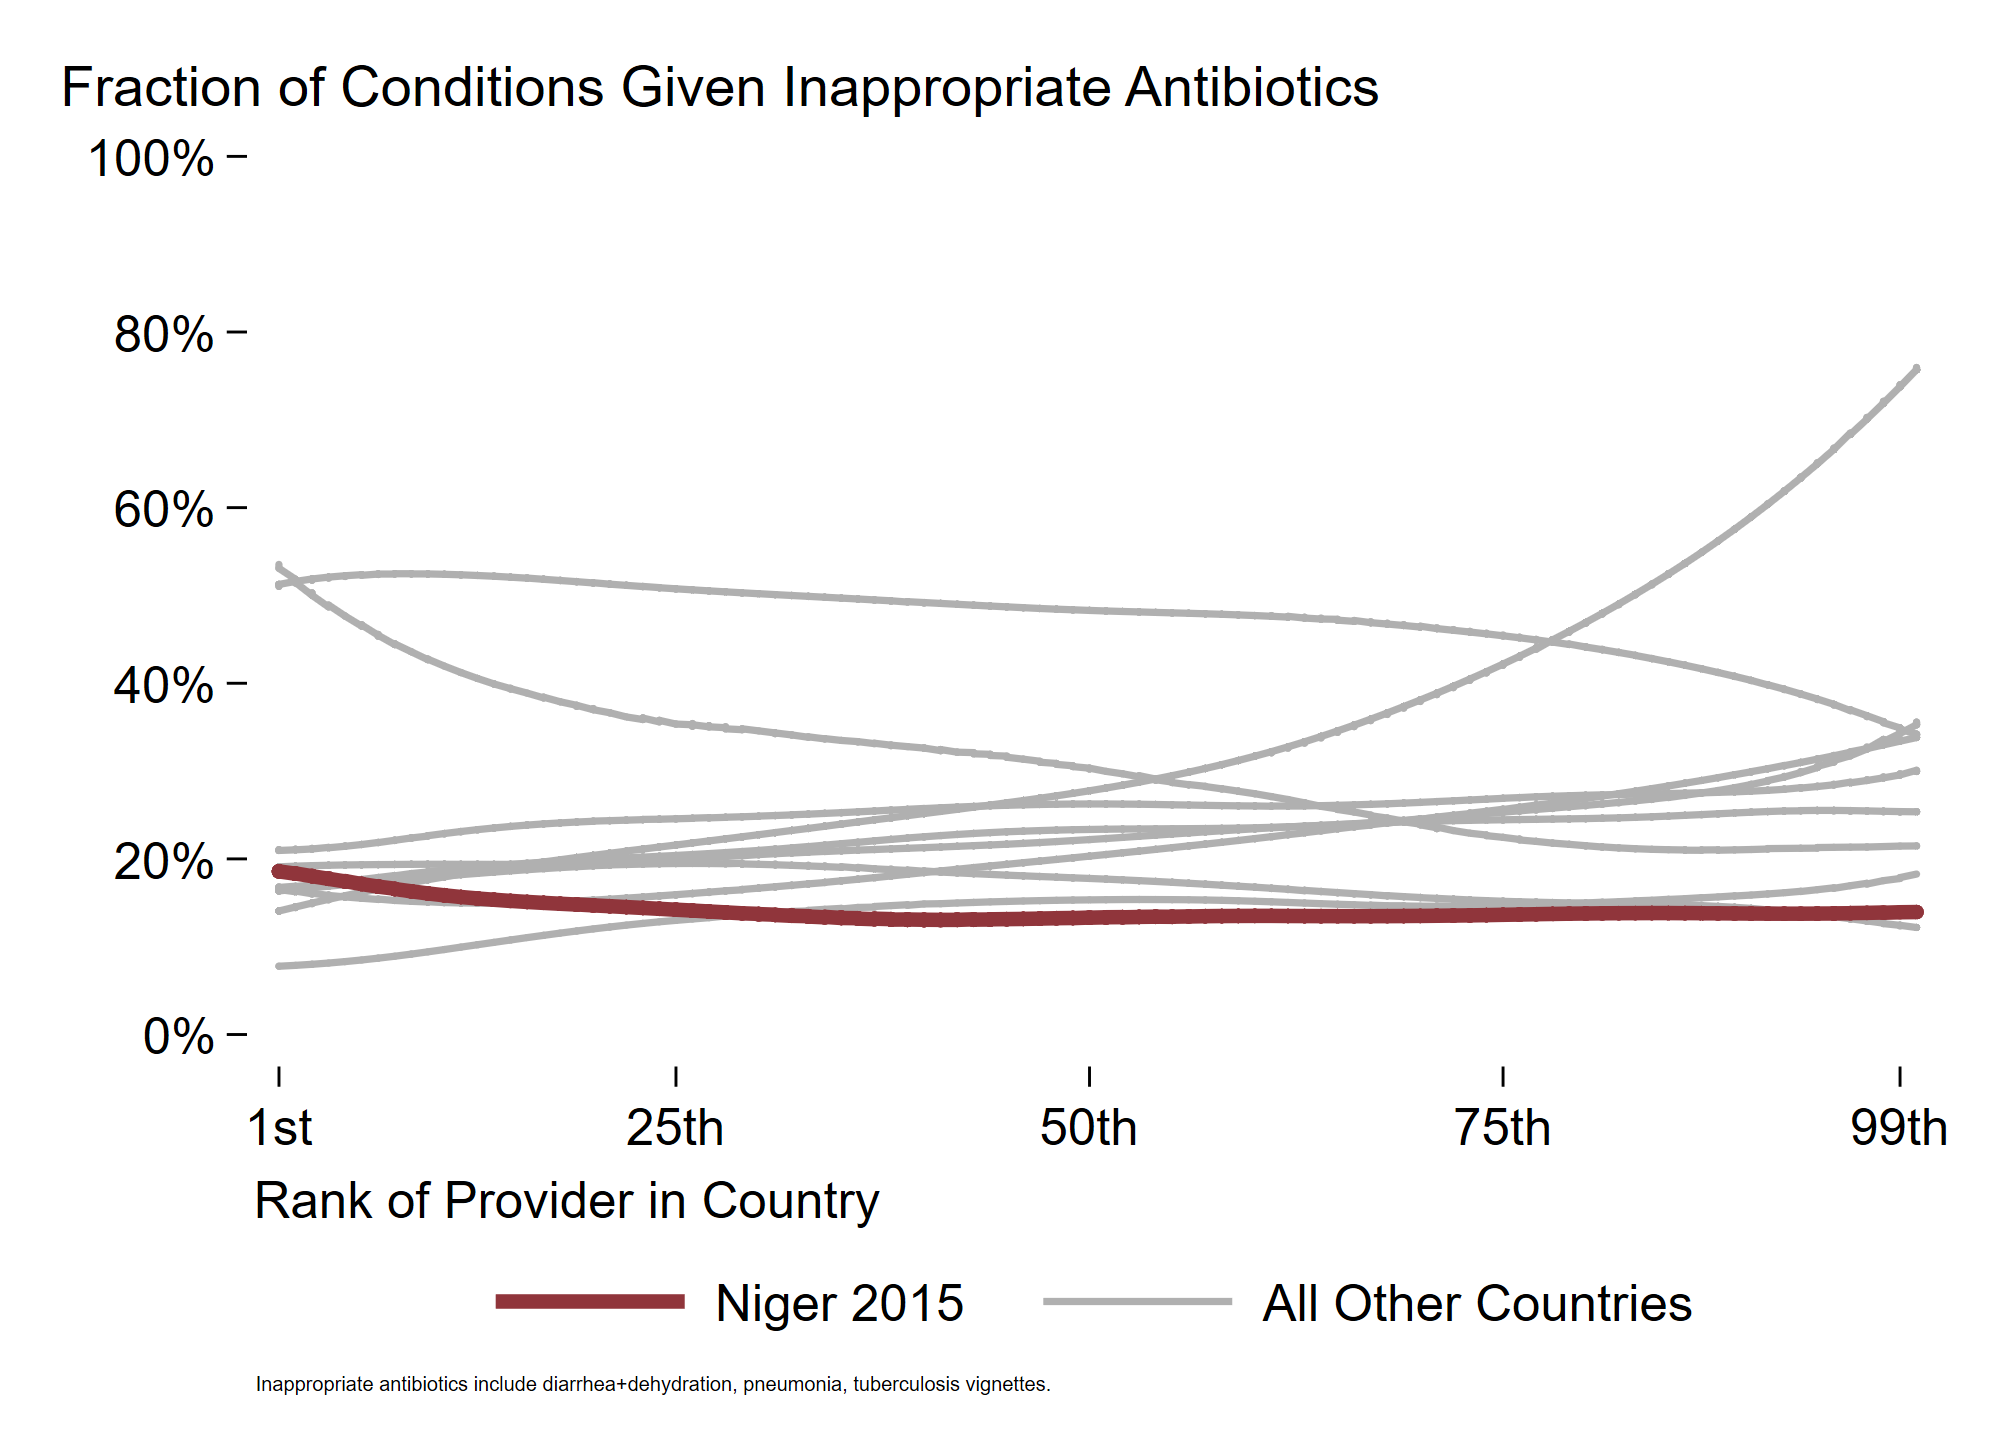 Fraction of Conditions Given Inappropriate Antibiotics
100%
80%
60%
40%
20%
0%
1st 25th 50th 75th 99th
Rank of Provider in Country
Niger 2015 All Other Countries
Inappropriate antibiotics include diarrhea+dehydration, pneumonia, tuberculosis vignettes.